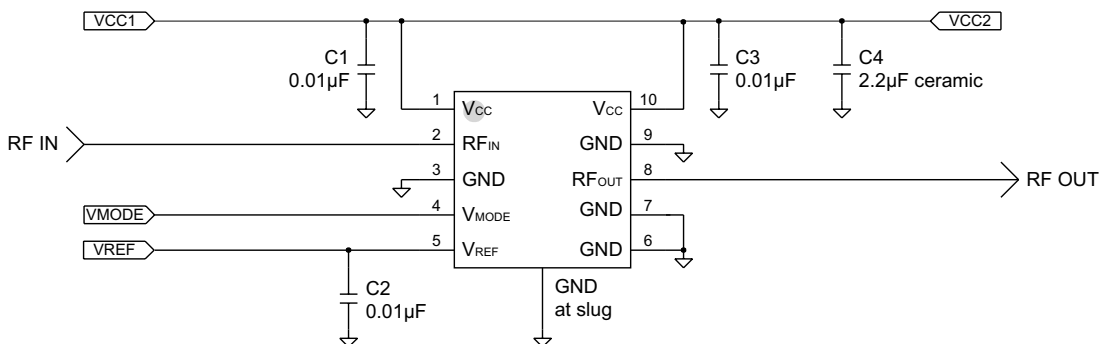 VCC1
VCC2
C1
0.01µF
C3
0.01µF
C4
2.2µF ceramic
1
VCC
VCC
10
RF IN
2
RFIN
GND
9
3
GND
RFOUT
8
RF OUT
VMODE
4
VMODE
GND
7
VREF
5
VREF
GND
6
C2
0.01µF
GND
at slug